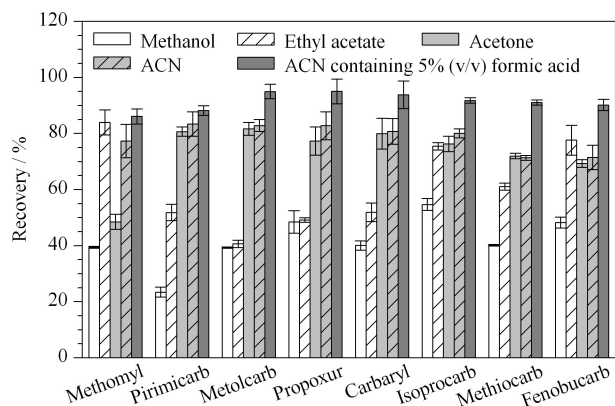 120
Methanol Ethyl acetate Acetone
ACN ACN containing 5% (v/v) formic acid
100
80
60
40
20
0
Recovery / %
Methomyl Pirimicarb Metolcarb Propoxur Carbaryl Isoprocarb Methiocarb Fenobucarb